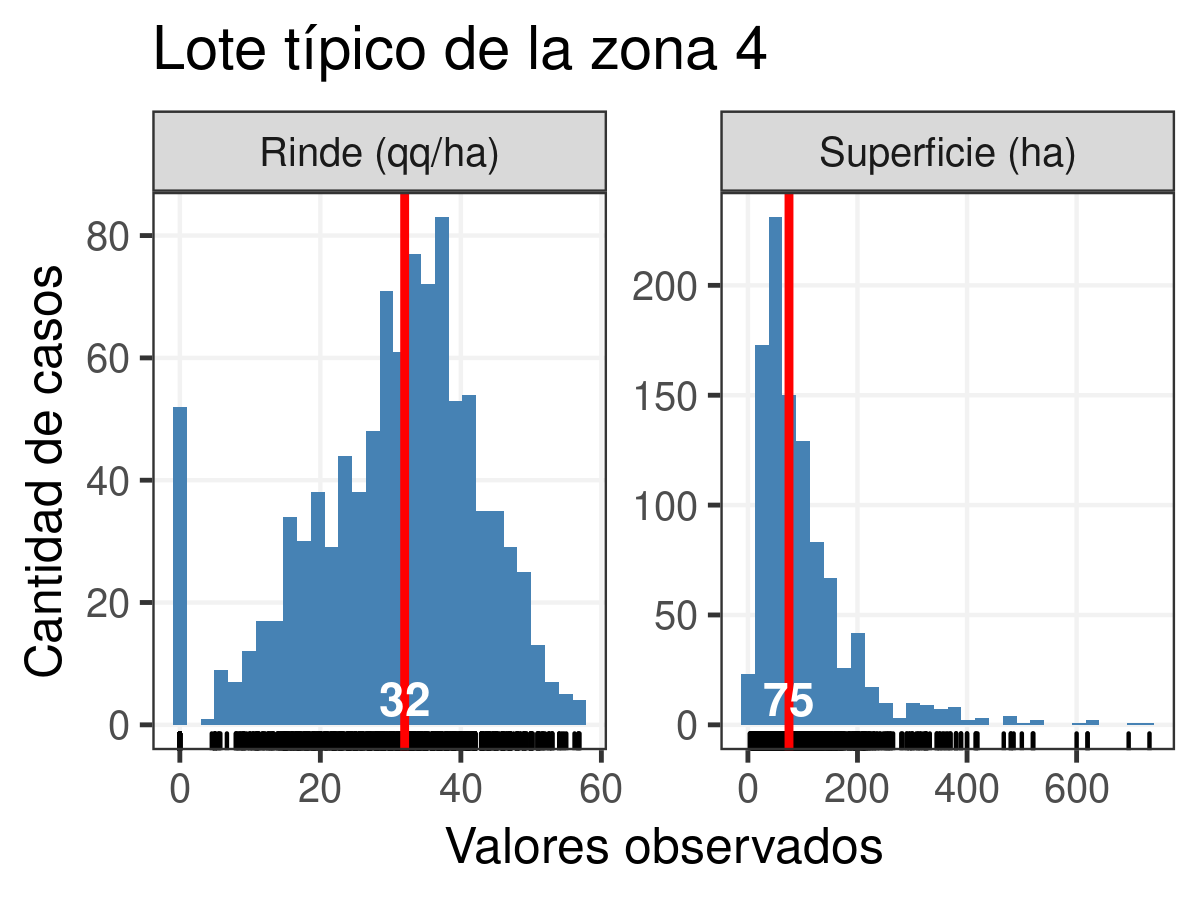 Lote típico de la zona 4
Rinde (qq/ha)
Superficie (ha)
Cantidad de casos
80
60
40
20
0
32
0 20 40 60
200
150
100
50
0
75
0 200 400 600
Valores observados